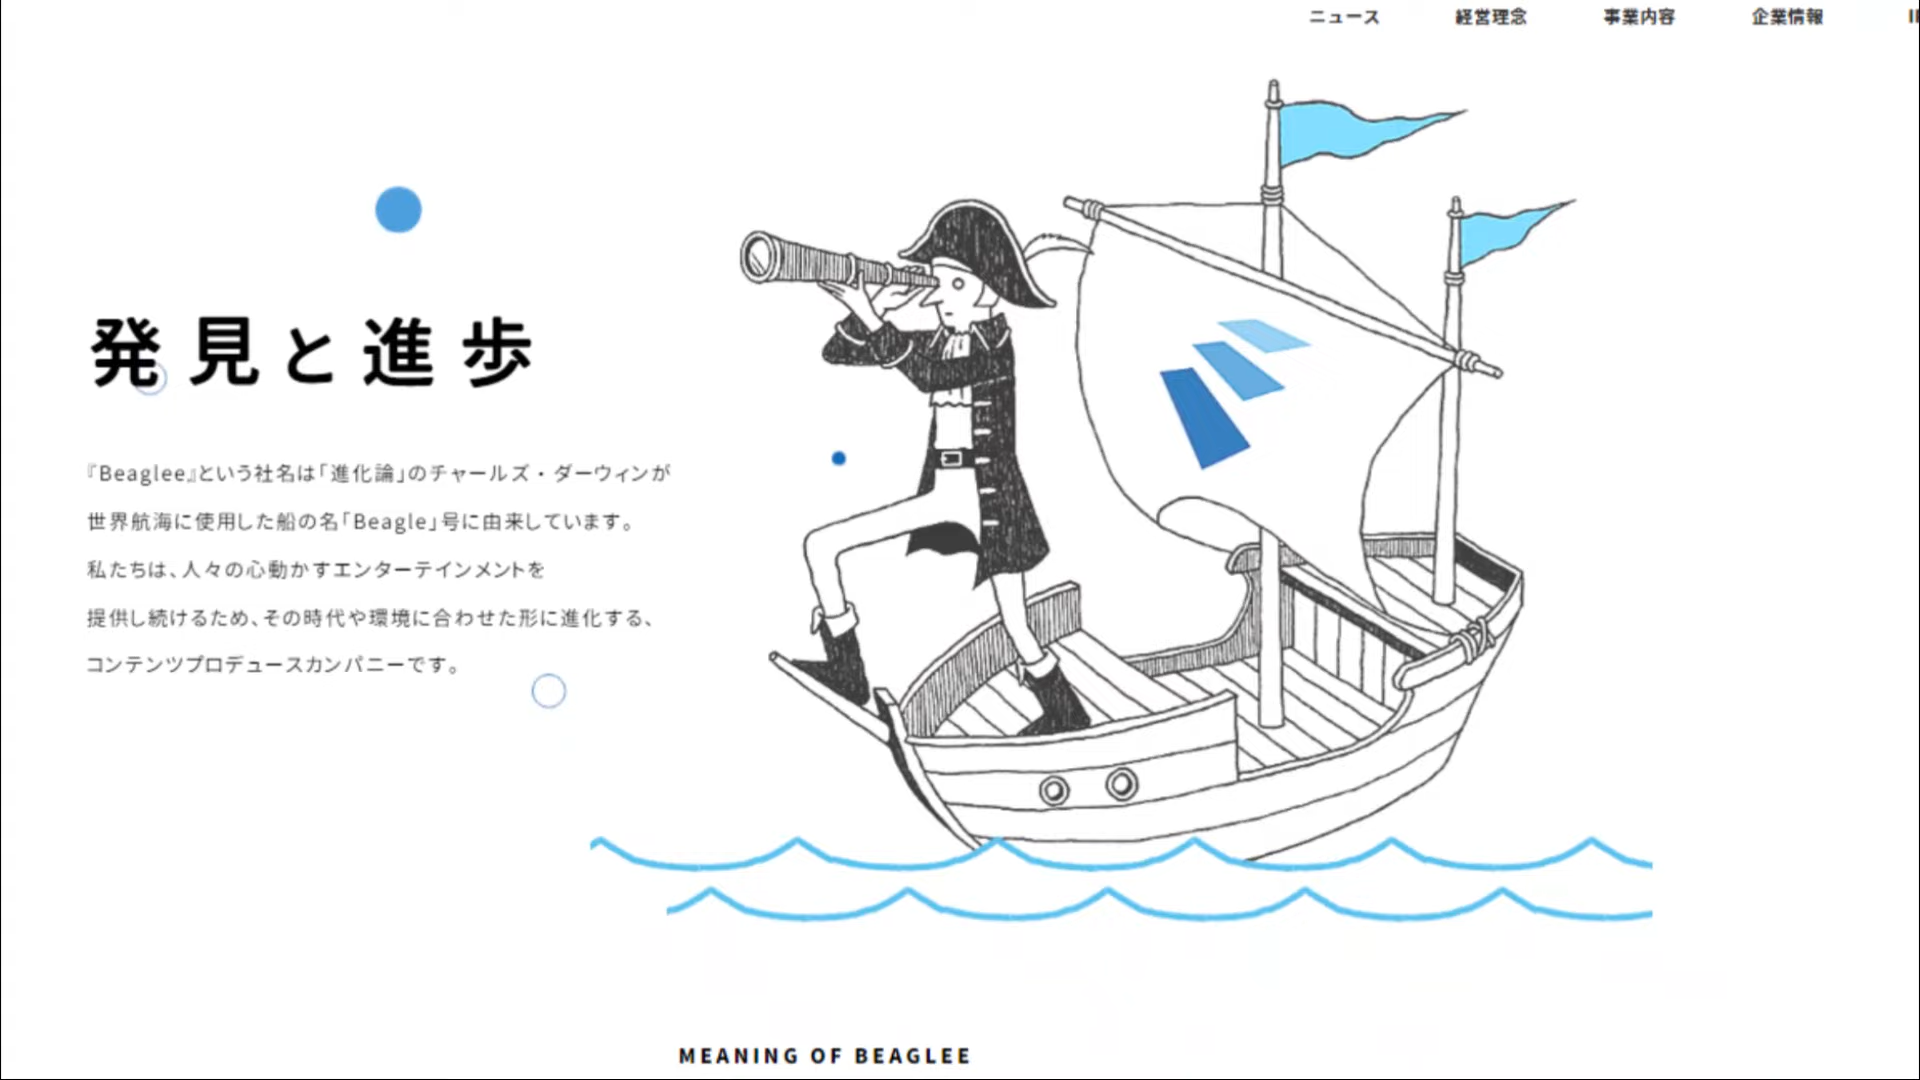 ニュース 経営理念 事業内容 企業情報
発見と進歩
『Beaglee』という社名は「進化論」のチャールズ・ダーウィンが
世界航海に使用した船の名「Beagle」号に由来しています。
私たちは、人々の心動かすエンターテインメントを
提供し続けるため、その時代や環境に合わせた形に進化する、
コンテンツプロデュースカンパニーです。
MEANING OF BEAGLEE